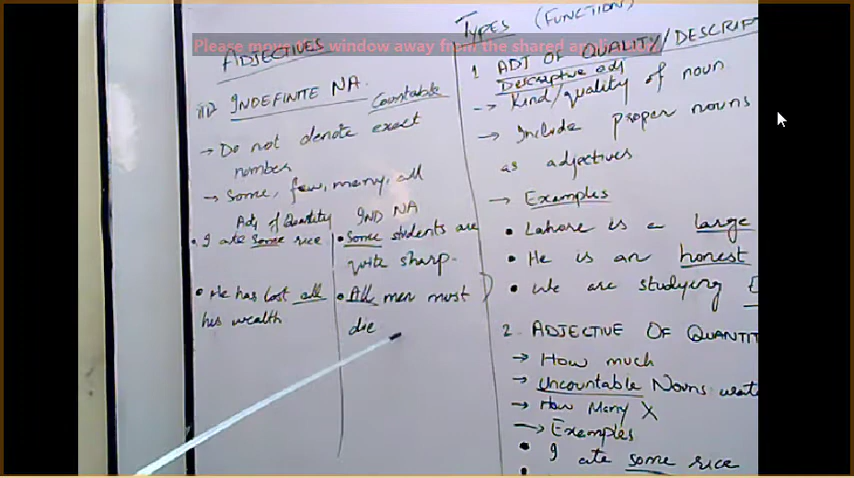 Please move this window away from the shared appli
ADJECTIVES
iii) INDEFINITE NA.
Countable
→ Do not denote exact
number
→ Some, few, many, all
Adj of Quantity IND NA
• I ate some rice
• Some students are
quite sharp.
• He has lost all
his wealth
• All men must
die
TYPES (FUNCTION)
1 ADJ OF QUALITY/DESCRIPT
Descriptive adj
→ Kind/quality of noun
→ Include proper nouns
as adjectives
→ Examples
• Lahore is a large
• He is an honest
• We are studying
2. ADJECTIVE OF QUANTIT
→ How much
→ Uncountable Nouns
→ How Many X
→ Examples
• I ate some rice